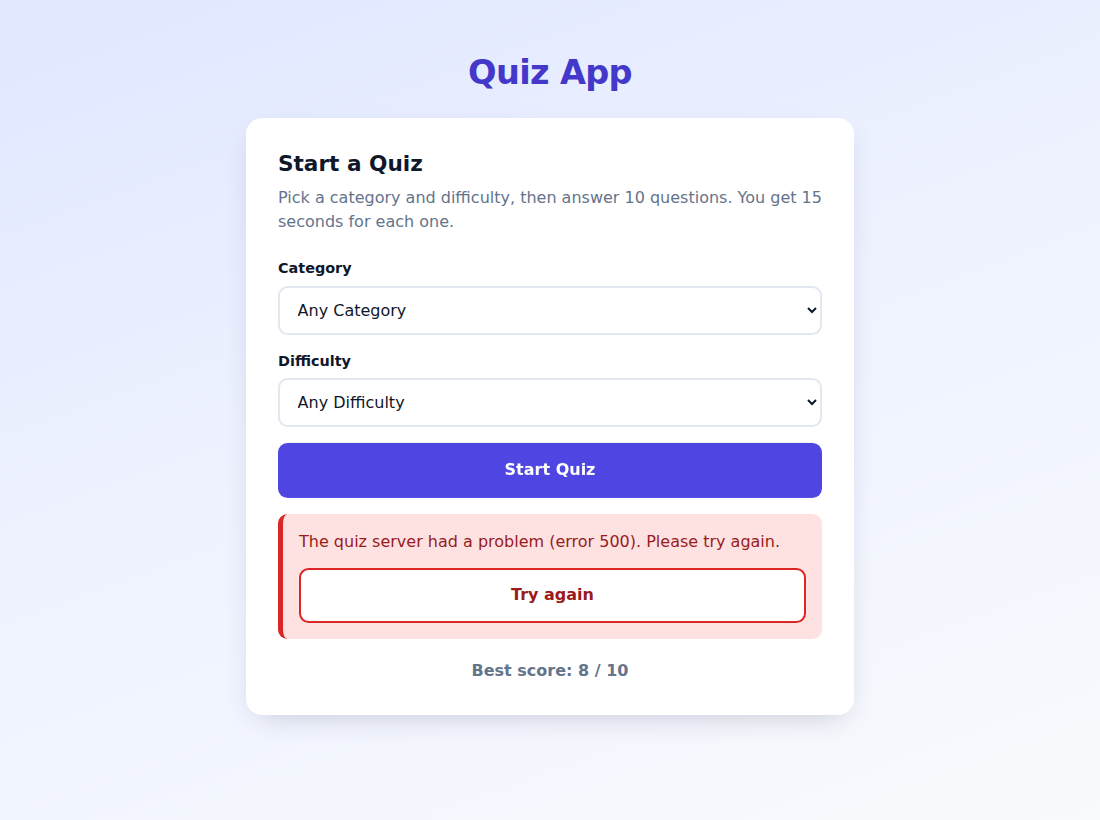 Quiz App
Start a Quiz
Pick a category and difficulty, then answer 10 questions. You get 15
seconds for each one.
Category
Any Category
Difficulty
Any Difficulty
Start Quiz
The quiz server had a problem (error 500). Please try again.
Try again
Best score: 8 / 10